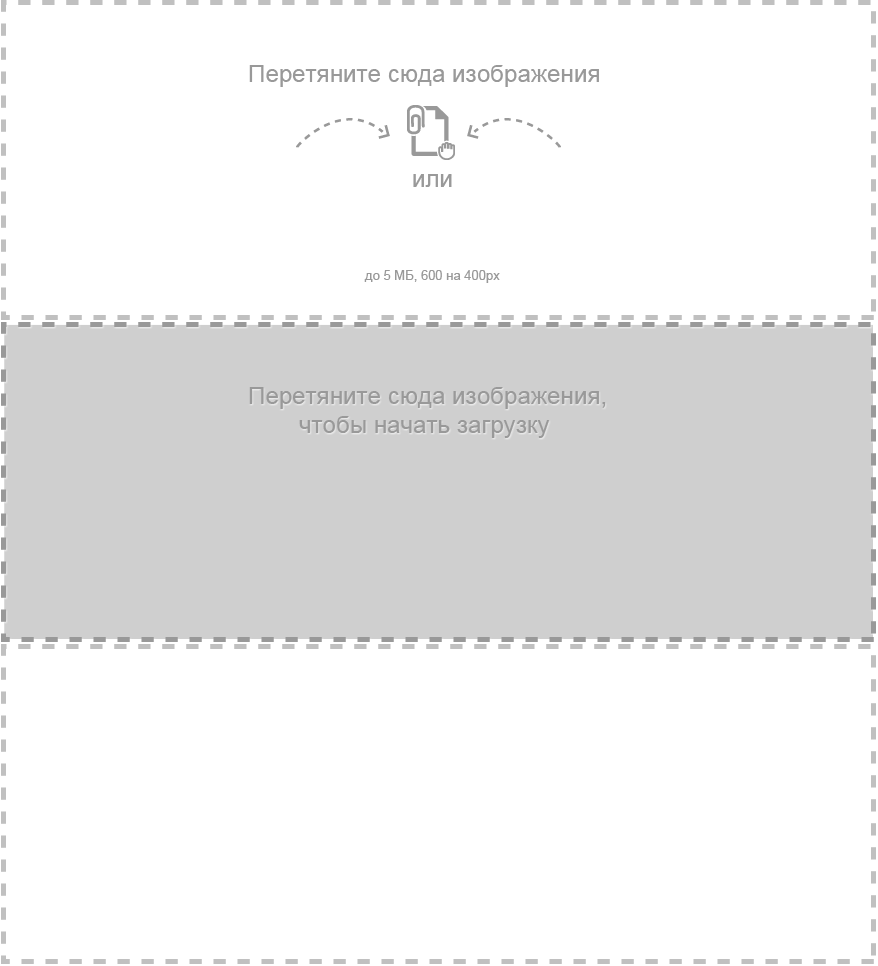 Перетяните сюда изображения
или
до 5 МБ, 600 на 400px
Перетяните сюда изображения,
чтобы начать загрузку